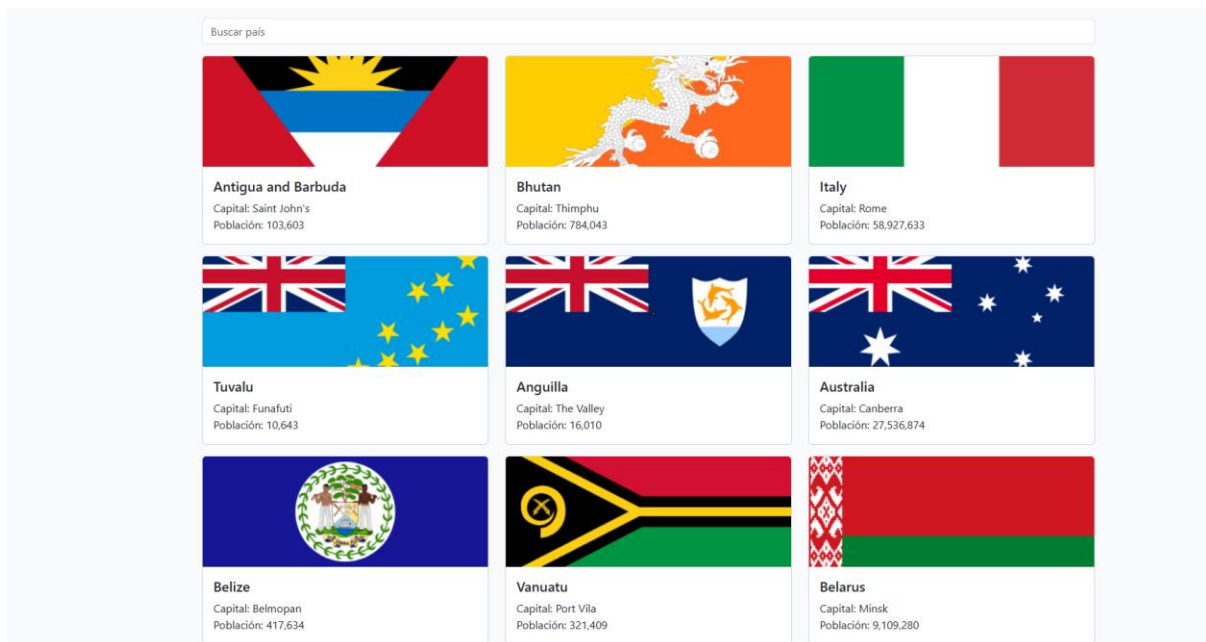 Buscar país
Antigua and Barbuda
Capital: Saint John's
Población: 103,603
Bhutan
Capital: Thimphu
Población: 784,043
Italy
Capital: Rome
Población: 58,927,633
Tuvalu
Capital: Funafuti
Población: 10,643
Anguilla
Capital: The Valley
Población: 16,010
Australia
Capital: Canberra
Población: 27,536,874
Belize
Capital: Belmopan
Población: 417,634
Vanuatu
Capital: Port Vila
Población: 321,409
Belarus
Capital: Minsk
Población: 9,109,280